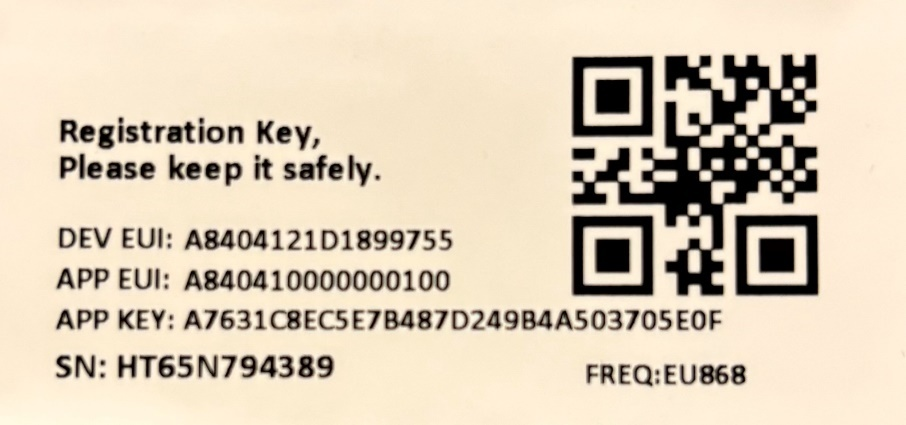 Registration Key,
Please keep it safely.
DEV EUI: A8404121D1899755
APP EUI: A840410000000100
APP KEY: A7631C8EC5E7B487D249B4A503705E0F
SN: HT65N794389
FREQ:EU868